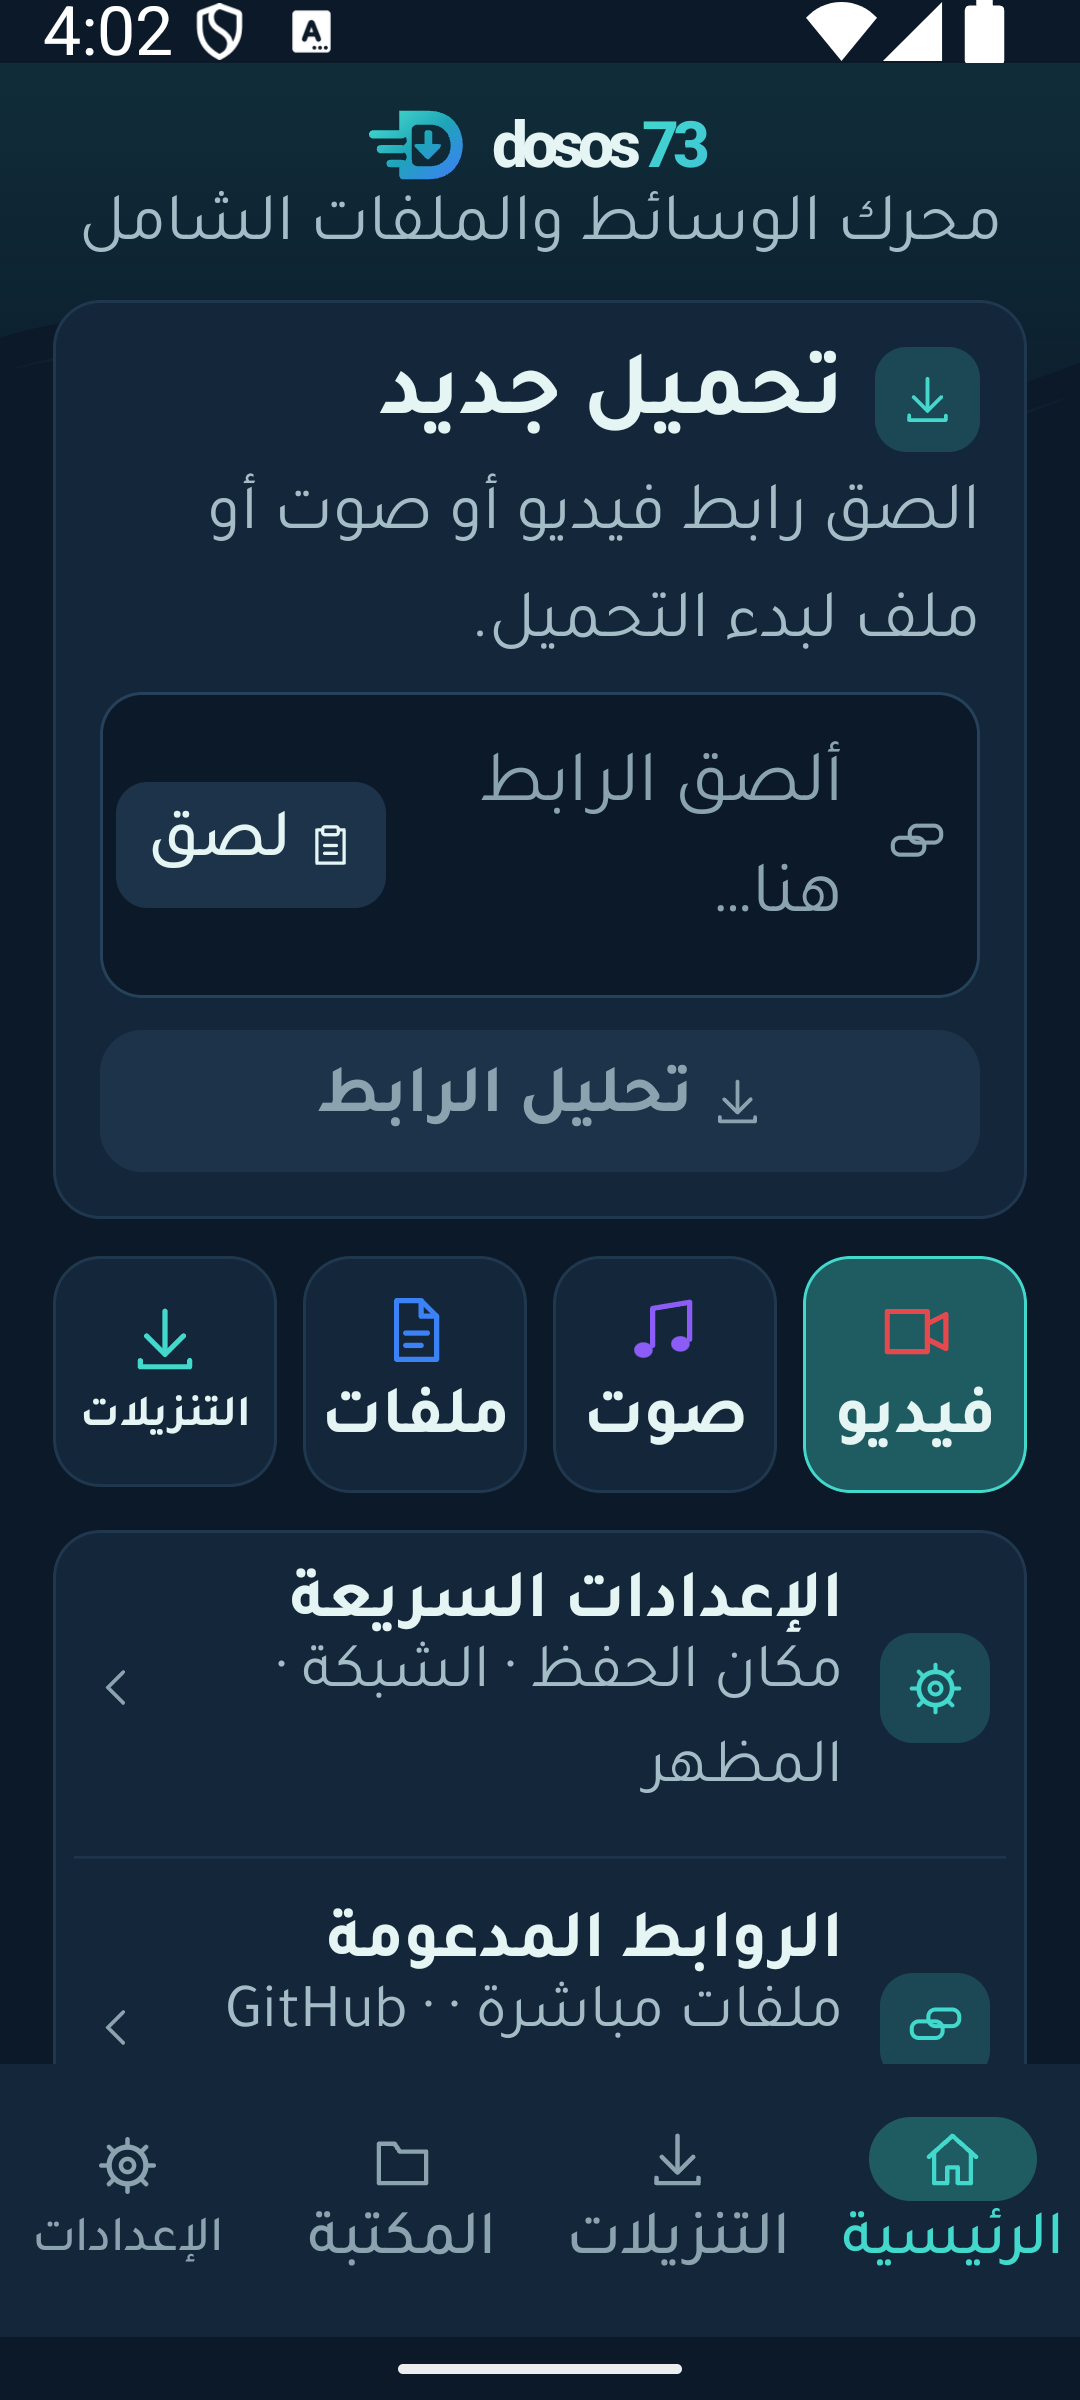 4:02
dosos73
محرك الوسائط والملفات الشامل
تحميل جديد
الصق رابط فيديو أو صوت أو
ملف لبدء التحميل.
ألصق الرابط
هنا...
لصق
تحليل الرابط
فيديو
صوت
ملفات
التنزيلات
الإعدادات السريعة
مكان الحفظ · الشبكة ·
المظهر
الروابط المدعومة
ملفات مباشرة · · GitHub
الرئيسية
التنزيلات
المكتبة
الإعدادات